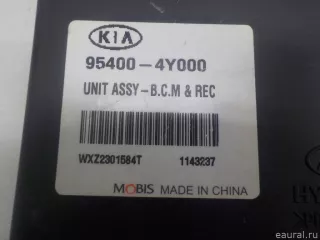 KIA
95400-4Y000
UNIT ASSY-B.C.M & REC
WXZ2301584T 1143237
MOBIS MADE IN CHINA
eaural.ru